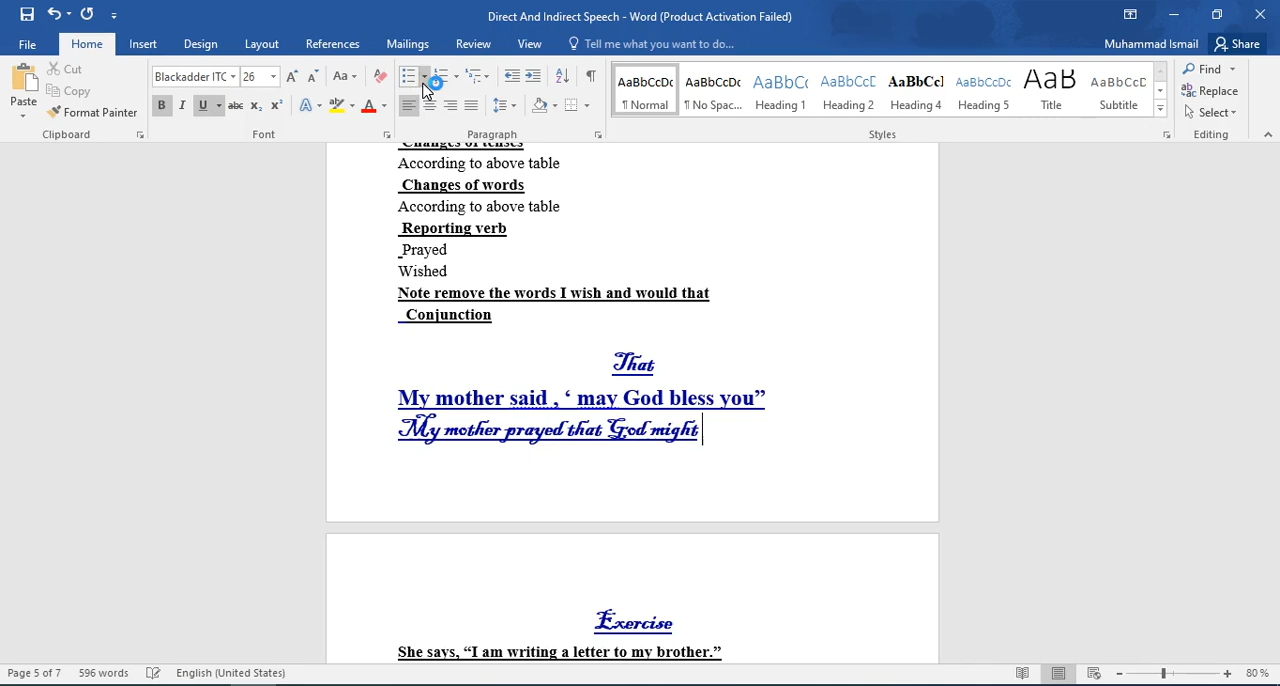 Direct And Indirect Speech - Word (Product Activation Failed)
File Home Insert Design Layout References Mailings Review View Tell me what you want to do... Muhammad Ismail Share
Paste
Cut
Copy
Format Painter
Clipboard
Blackadder ITC 26 Aa
B I U abc x₂ x² A A
Font
Paragraph
AaBbCcDc AaBbCcDc AaBbCc AaBbCcD AaBbCcI AaBbCcDc AaB AaBbCcD
¶ Normal ¶ No Spac... Heading 1 Heading 2 Heading 4 Heading 5 Title Subtitle
Styles
Find
Replace
Select
Editing
Changes of tenses
According to above table
Changes of words
According to above table
Reporting verb
Prayed
Wished
Note remove the words I wish and would that
Conjunction
That
My mother said , ‘ may God bless you”
My mother prayed that God might
Exercise
She says, “I am writing a letter to my brother.”
Page 5 of 7 596 words English (United States) 80%